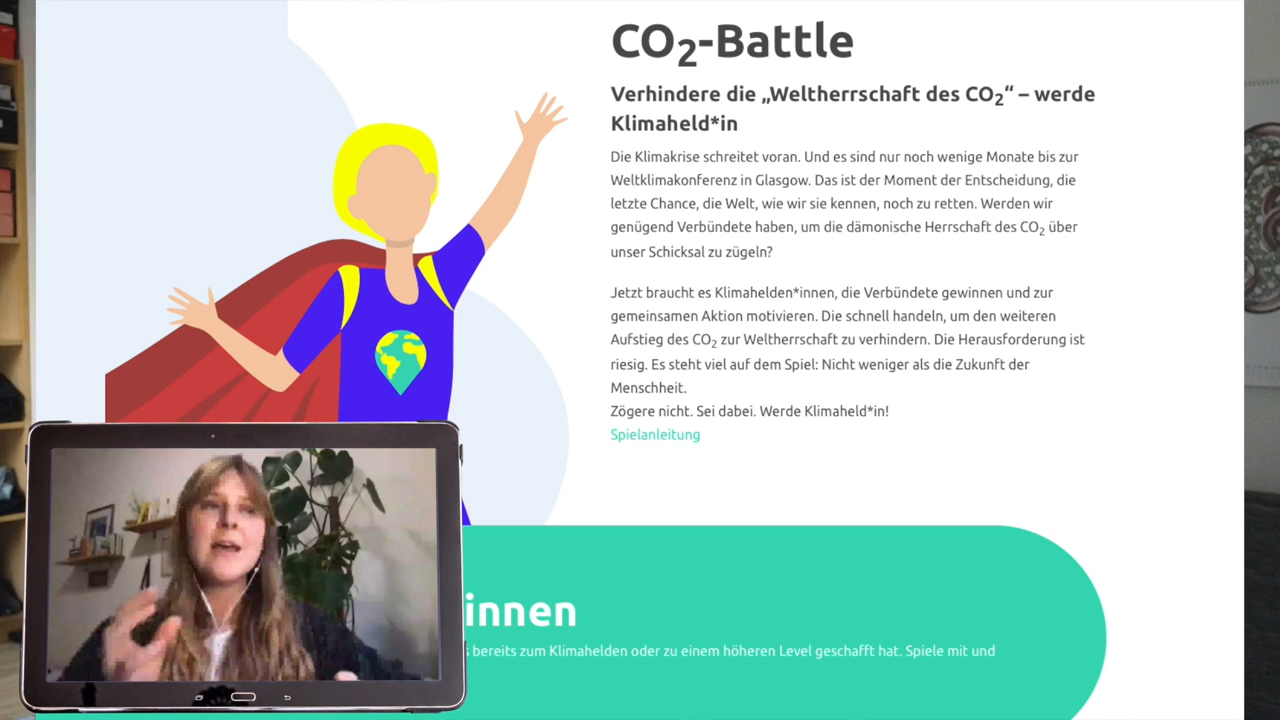 CO₂-Battle
Verhindere die „Weltherrschaft des CO₂“ – werde
Klimaheld*in
Die Klimakrise schreitet voran. Und es sind nur noch wenige Monate bis zur
Weltklimakonferenz in Glasgow. Das ist der Moment der Entscheidung, die
letzte Chance, die Welt, wie wir sie kennen, noch zu retten. Werden wir
genügend Verbündete haben, um die dämonische Herrschaft des CO₂ über
unser Schicksal zu zügeln?
Jetzt braucht es Klimahelden*innen, die Verbündete gewinnen und zur
gemeinsamen Aktion motivieren. Die schnell handeln, um den weiteren
Aufstieg des CO₂ zur Weltherrschaft zu verhindern. Die Herausforderung ist
riesig. Es steht viel auf dem Spiel: Nicht weniger als die Zukunft der
Menschheit.
Zögere nicht. Sei dabei. Werde Klimaheld*in!
Spielanleitung
innen
s bereits zum Klimahelden oder zu einem höheren Level geschafft hat. Spiele mit und